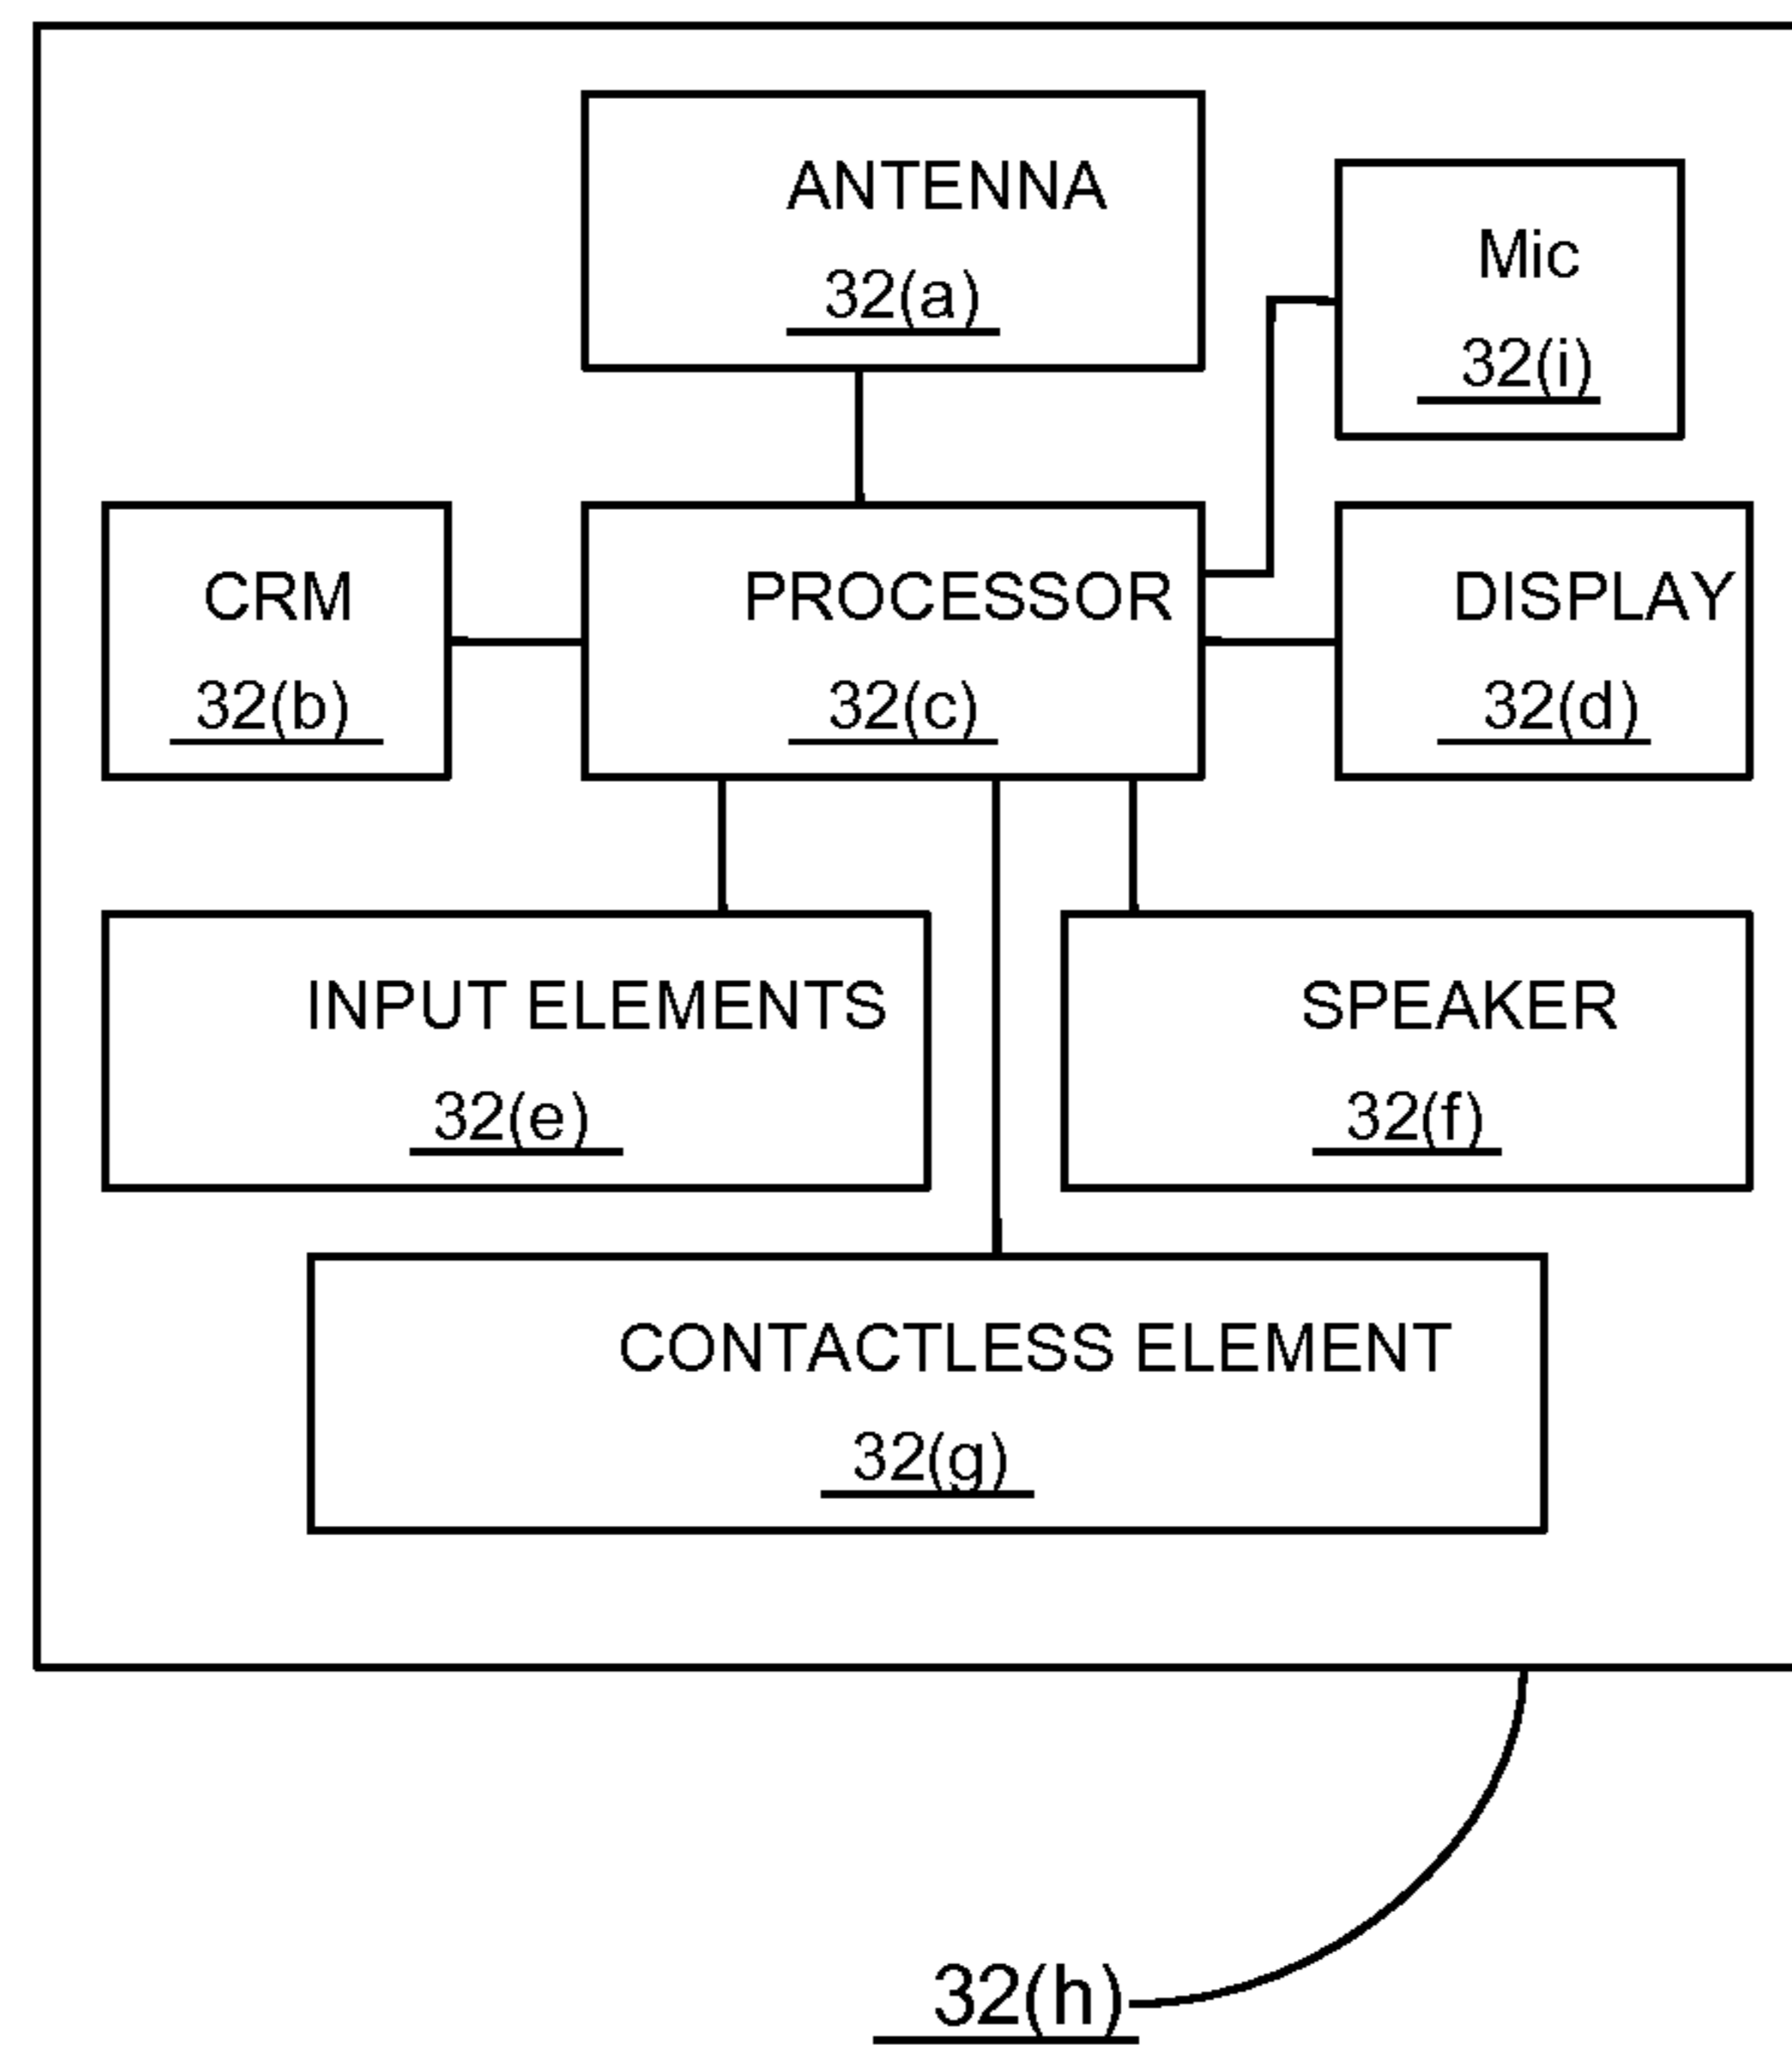 ANTENNA
32(a)
Mic
32(i)
CRM
32(b)
PROCESSOR
32(c)
DISPLAY
32(d)
INPUT ELEMENTS
32(e)
SPEAKER
32(f)
CONTACTLESS ELEMENT
32(g)
32(h)